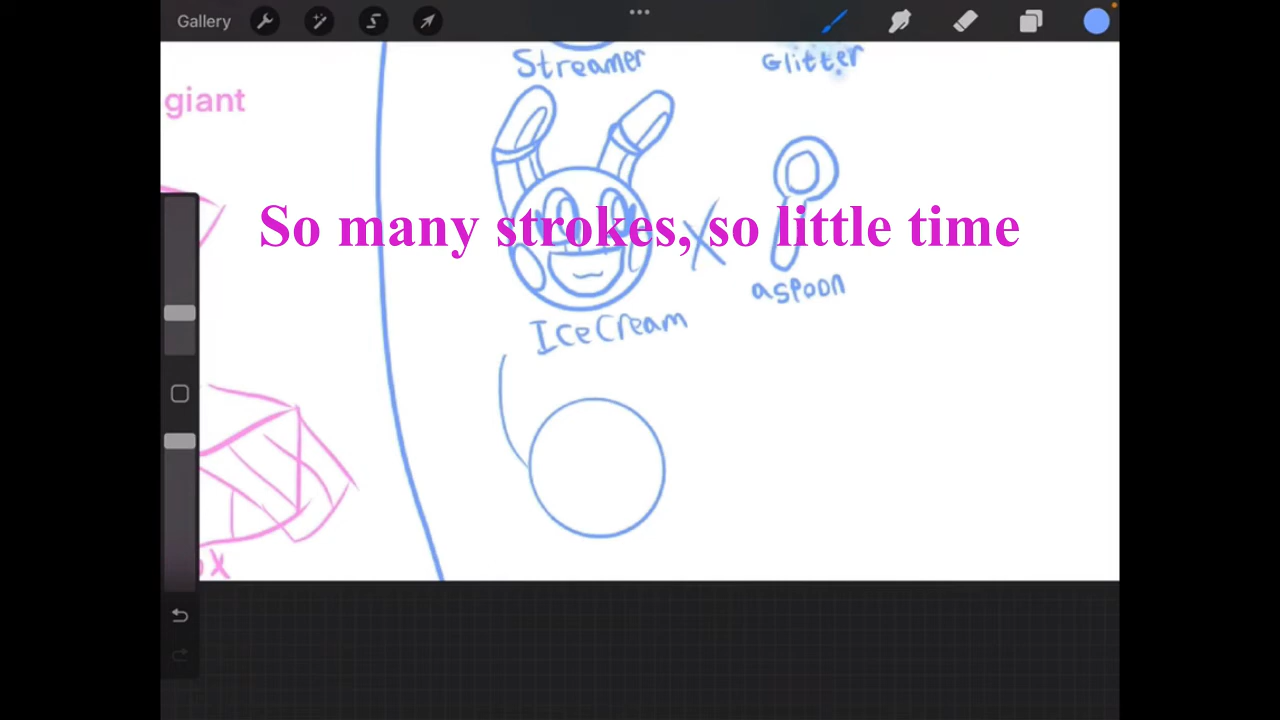 Gallery
Streamer
Glitter
giant
So many strokes, so little time
X
aspoon
IceCream